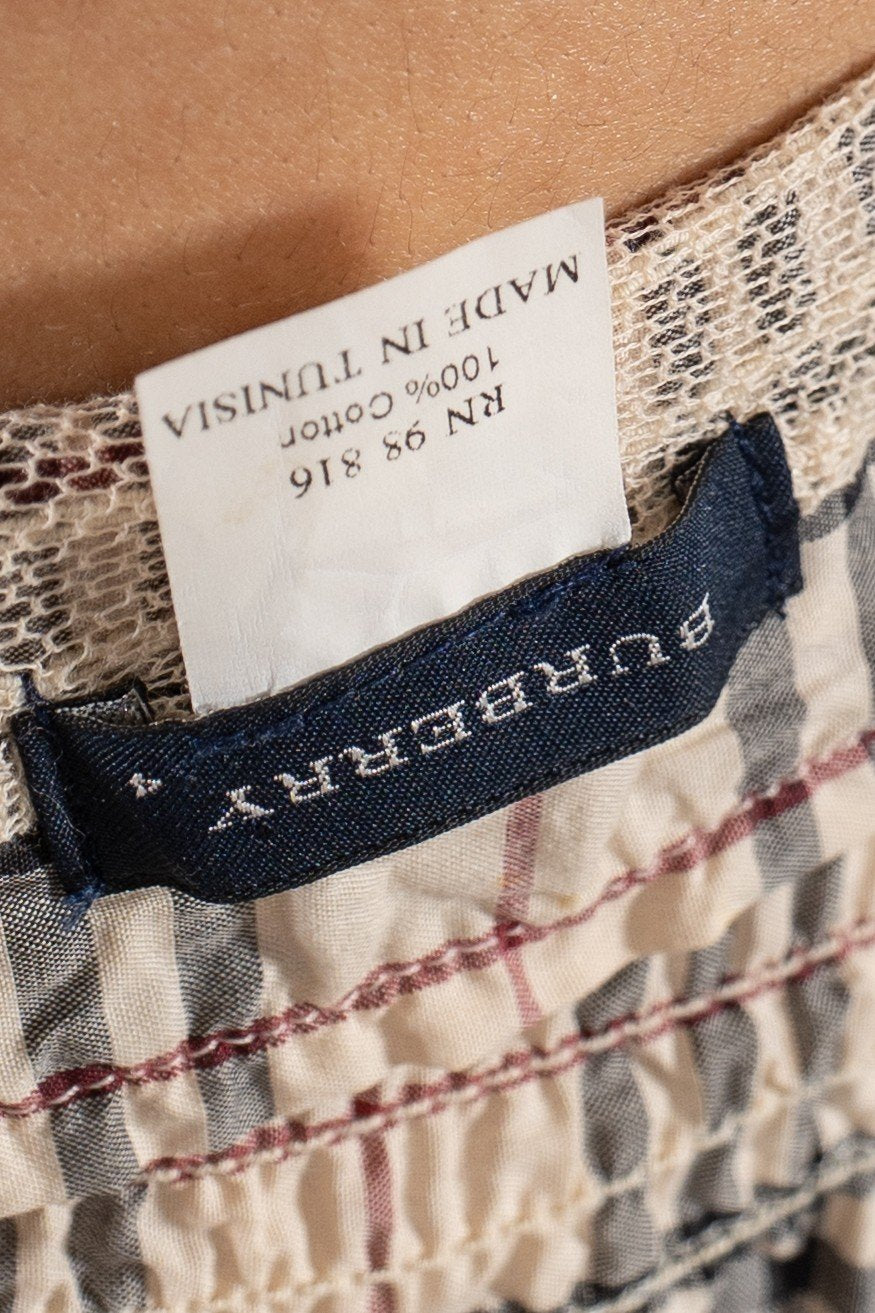 BURBERRY
4
RN 98 816
100% Cotton
MADE IN TUNISIA